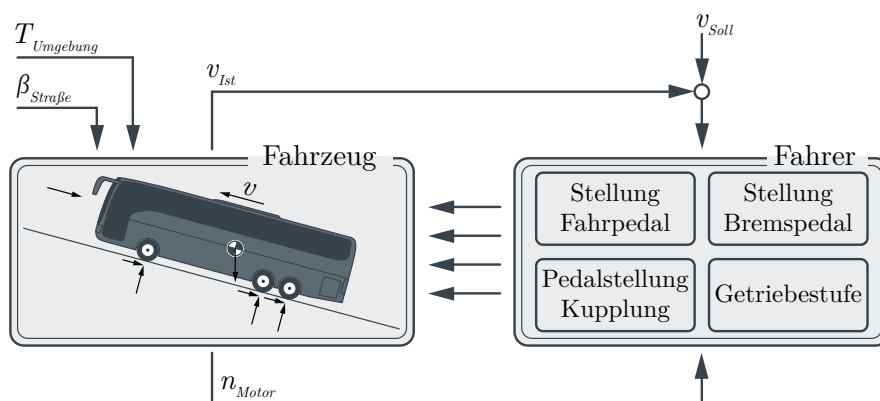 T_Umgebung
β_Straße
v_Ist
v_Soll
Fahrzeug
v
Fahrer
Stellung
Fahrpedal
Stellung
Bremspedal
Pedalstellung
Kupplung
Getriebestufe
n_Motor